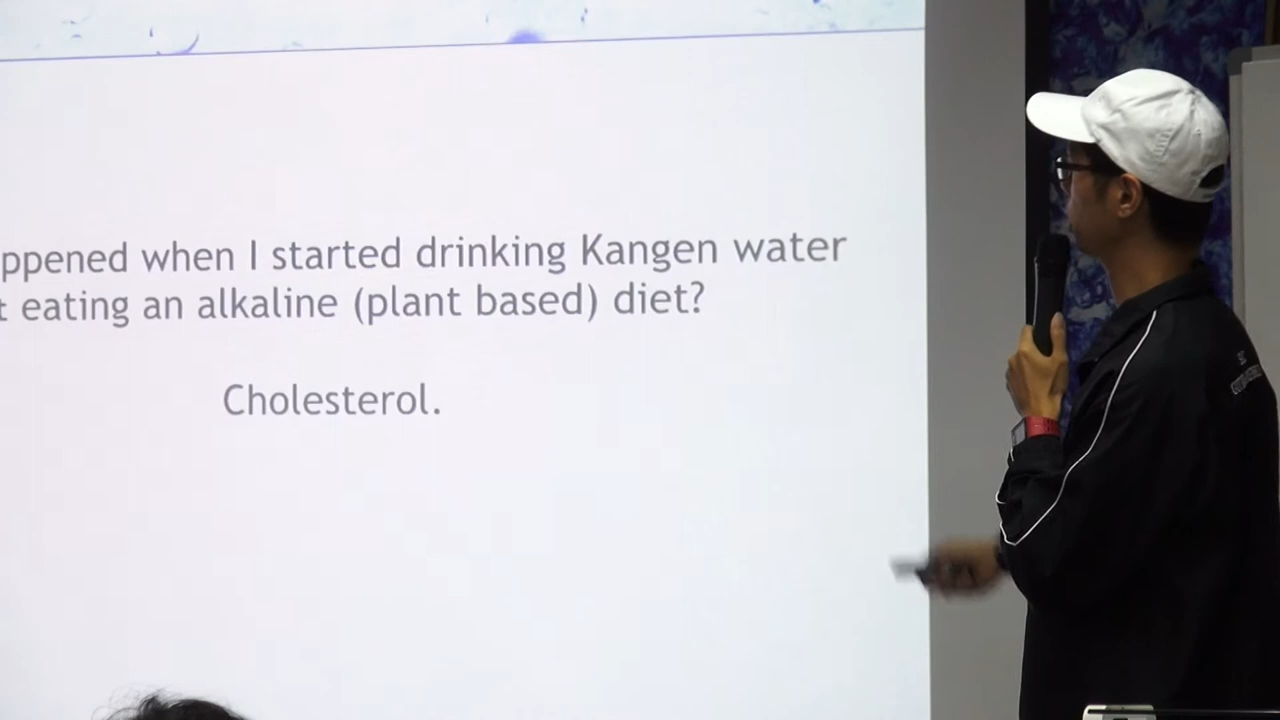 ppened when I started drinking Kangen water
t eating an alkaline (plant based) diet?
Cholesterol.